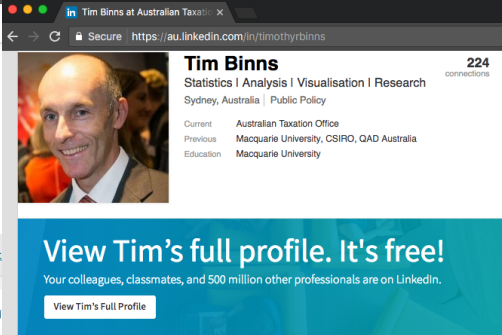 in Tim Binns at Australian Taxatio
Secure https://au.linkedin.com/in/timothyrbinns
Tim Binns
224
connections
Statistics I Analysis I Visualisation I Research
Sydney, Australia | Public Policy
Current Australian Taxation Office
Previous Macquarie University, CSIRO, QAD Australia
Education Macquarie University
View Tim’s full profile. It's free!
Your colleagues, classmates, and 500 million other professionals are on LinkedIn.
View Tim's Full Profile